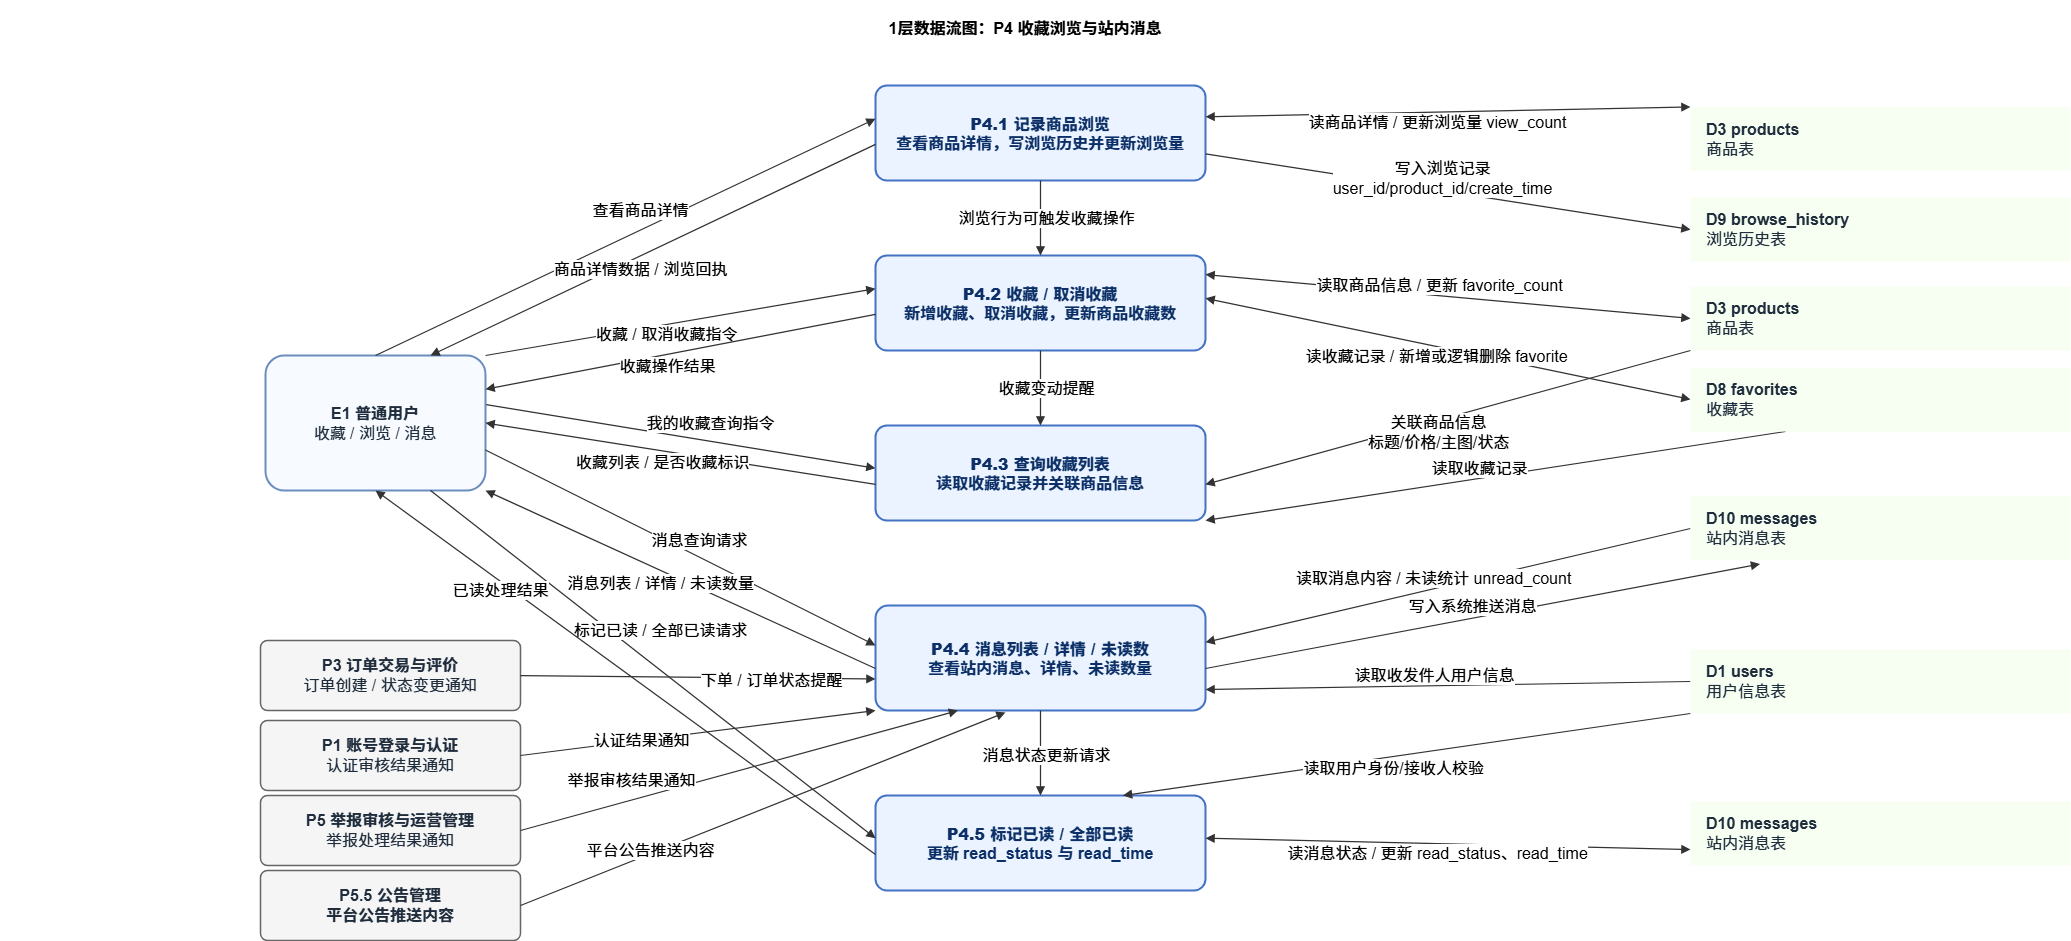 1层数据流图：P4 收藏浏览与站内消息
P4.1 记录商品浏览
查看商品详情，写浏览历史并更新浏览量
读商品详情 / 更新浏览量 view_count
D3 products
商品表
写入浏览记录
user_id/product_id/create_time
查看商品详情
浏览行为可触发收藏操作
D9 browse_history
浏览历史表
商品详情数据 / 浏览回执
P4.2 收藏 / 取消收藏
新增收藏、取消收藏，更新商品收藏数
读取商品信息 / 更新 favorite_count
D3 products
商品表
收藏 / 取消收藏指令
收藏操作结果
读收藏记录 / 新增或逻辑删除 favorite
收藏变动提醒
D8 favorites
收藏表
E1 普通用户
收藏 / 浏览 / 消息
我的收藏查询指令
关联商品信息
标题/价格/主图/状态
收藏列表 / 是否收藏标识
P4.3 查询收藏列表
读取收藏记录并关联商品信息
读取收藏记录
D10 messages
站内消息表
消息查询请求
消息列表 / 详情 / 未读数量
已读处理结果
读取消息内容 / 未读统计 unread_count
写入系统推送消息
标记已读 / 全部已读请求
P4.4 消息列表 / 详情 / 未读数
查看站内消息、详情、未读数量
P3 订单交易与评价
订单创建 / 状态变更通知
下单 / 订单状态提醒
读取收发件人用户信息
D1 users
用户信息表
P1 账号登录与认证
认证审核结果通知
认证结果通知
消息状态更新请求
举报审核结果通知
读取用户身份/接收人校验
P5 举报审核与运营管理
举报处理结果通知
平台公告推送内容
P4.5 标记已读 / 全部已读
更新 read_status 与 read_time
读消息状态 / 更新 read_status、read_time
D10 messages
站内消息表
P5.5 公告管理
平台公告推送内容